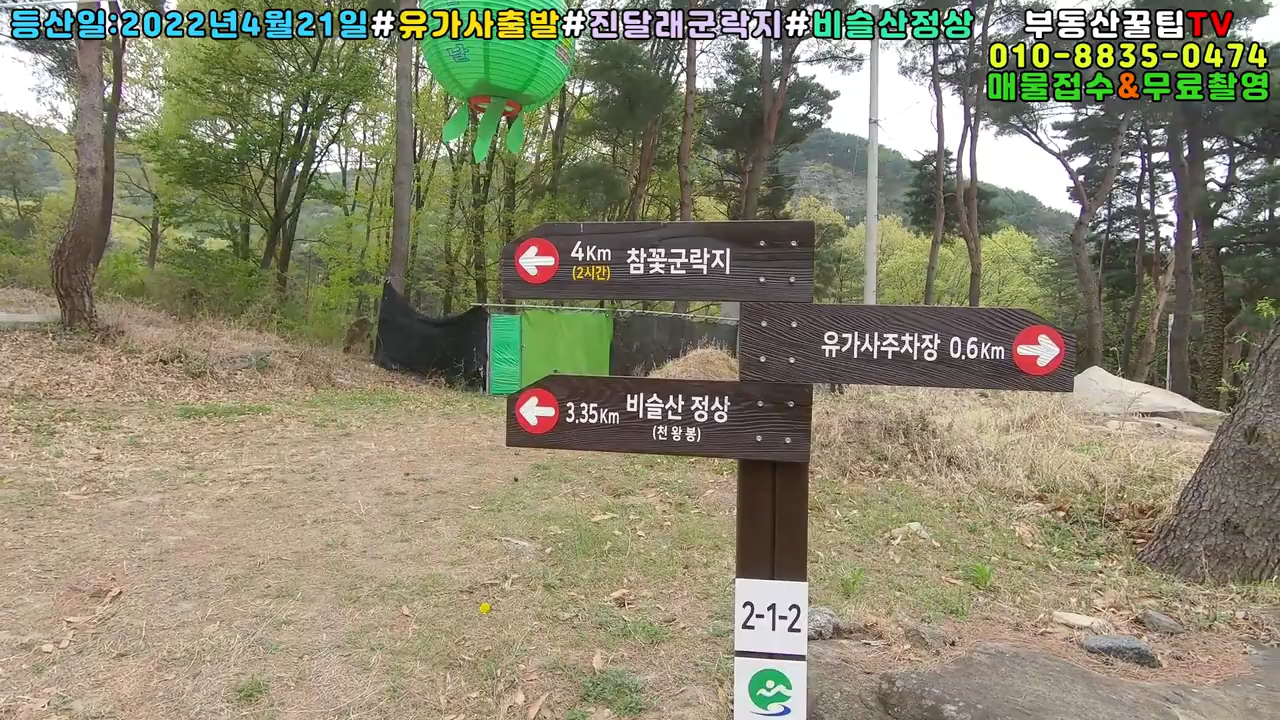 등산일:2022년4월21일#유가사출발#진달래군락지#비슬산정상
부동산꿀팁TV
010-8835-0474
매물접수&무료촬영
날
4Km
(2시간)
참꽃군락지
유가사주차장 0.6Km
3.35Km 비슬산 정상
(천왕봉)
2-1-2